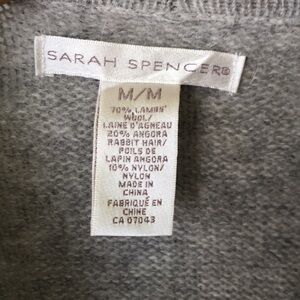 SARAH SPENCER®
M/M
70% LAMBS'
WOOL/
LAINE D'AGNEAU
20% ANGORA
RABBIT HAIR/
POILS DE
LAPIN ANGORA
10% NYLON/
NYLON
MADE IN
CHINA
FABRIQUÉ EN
CHINE
CA 07043